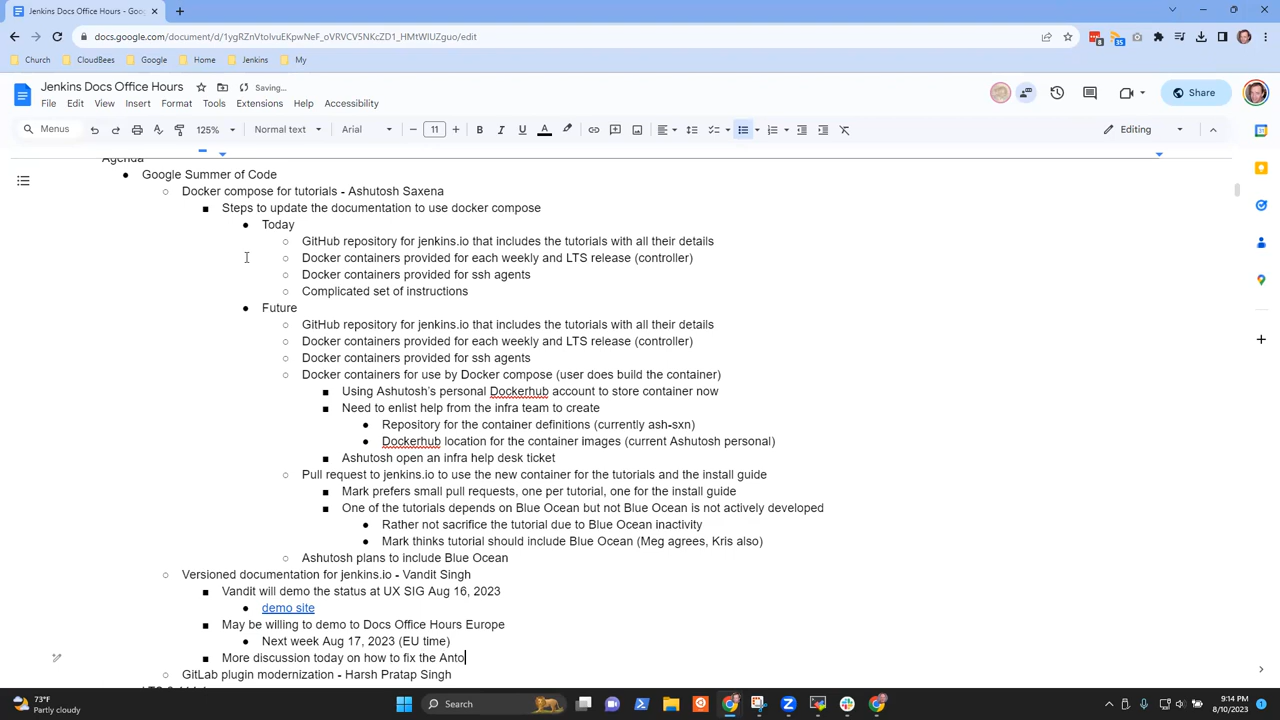 Jenkins Docs Office Hours - G
docs.google.com/document/d/1ygRZnVtoIvuEKpwNeF_oVRVCV5NKcZD1_HMtWIUZguo/edit
Church CloudBees Google Home Jenkins My
Jenkins Docs Office Hours Saving...
File Edit View Insert Format Tools Extensions Help Accessibility
Share
Menus 125% Normal text Arial 11 Editing
Agenda
Google Summer of Code
Docker compose for tutorials - Ashutosh Saxena
Steps to update the documentation to use docker compose
Today
GitHub repository for jenkins.io that includes the tutorials with all their details
Docker containers provided for each weekly and LTS release (controller)
Docker containers provided for ssh agents
Complicated set of instructions
Future
GitHub repository for jenkins.io that includes the tutorials with all their details
Docker containers provided for each weekly and LTS release (controller)
Docker containers provided for ssh agents
Docker containers for use by Docker compose (user does build the container)
Using Ashutosh's personal Dockerhub account to store container now
Need to enlist help from the infra team to create
Repository for the container definitions (currently ash-sxn)
Dockerhub location for the container images (current Ashutosh personal)
Ashutosh open an infra help desk ticket
Pull request to jenkins.io to use the new container for the tutorials and the install guide
Mark prefers small pull requests, one per tutorial, one for the install guide
One of the tutorials depends on Blue Ocean but not Blue Ocean is not actively developed
Rather not sacrifice the tutorial due to Blue Ocean inactivity
Mark thinks tutorial should include Blue Ocean (Meg agrees, Kris also)
Ashutosh plans to include Blue Ocean
Versioned documentation for jenkins.io - Vandit Singh
Vandit will demo the status at UX SIG Aug 16, 2023
demo site
May be willing to demo to Docs Office Hours Europe
Next week Aug 17, 2023 (EU time)
More discussion today on how to fix the Anto
GitLab plugin modernization - Harsh Pratap Singh
73°F
Partly cloudy
Search
9:14 PM
8/10/2023